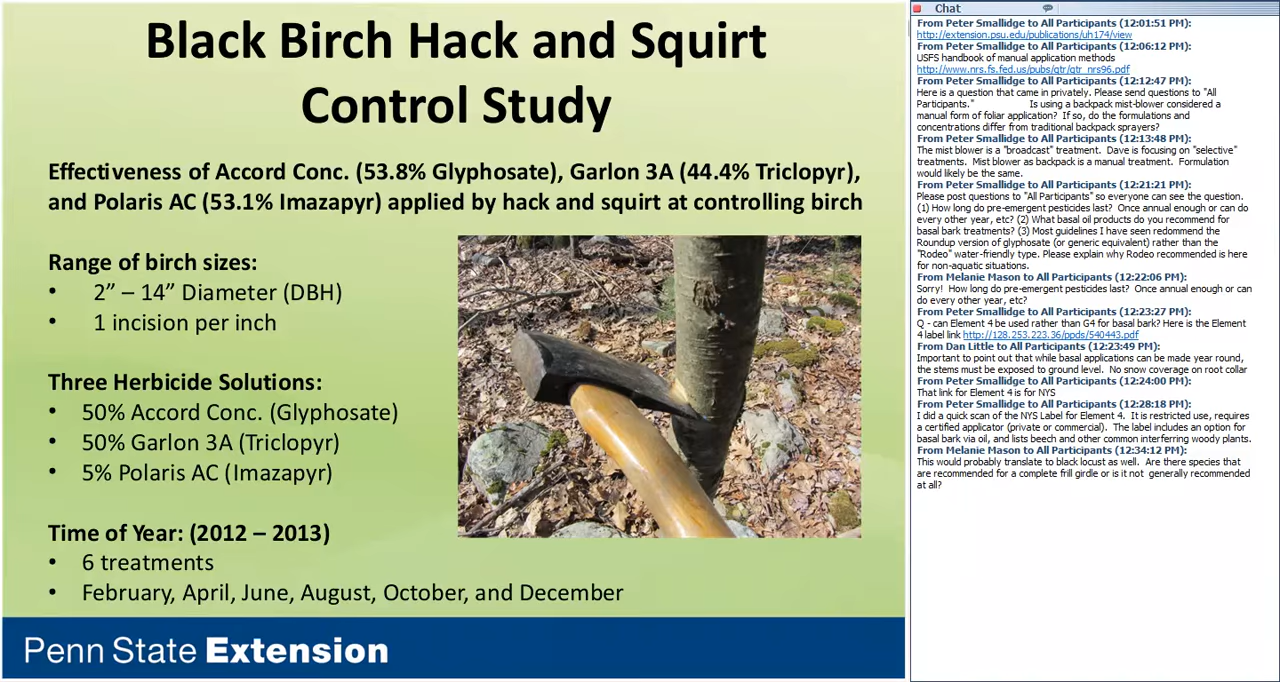 Black Birch Hack and Squirt
Control Study
Effectiveness of Accord Conc. (53.8% Glyphosate), Garlon 3A (44.4% Triclopyr),
and Polaris AC (53.1% Imazapyr) applied by hack and squirt at controlling birch
Range of birch sizes:
• 2” – 14” Diameter (DBH)
• 1 incision per inch
Three Herbicide Solutions:
• 50% Accord Conc. (Glyphosate)
• 50% Garlon 3A (Triclopyr)
• 5% Polaris AC (Imazapyr)
Time of Year: (2012 – 2013)
• 6 treatments
• February, April, June, August, October, and December
Penn State Extension
Chat
From Peter Smallidge to All Participants (12:01:51 PM):
http://extension.psu.edu/publications/uh174/view
From Peter Smallidge to All Participants (12:06:12 PM):
USFS handbook of manual application methods
http://www.nrs.fs.fed.us/pubs/gtr/gtr_nrs96.pdf
From Peter Smallidge to All Participants (12:12:47 PM):
Here is a question that came in privately. Please send questions to "All
Participants." Is using a backpack mist-blower considered a
manual form of foliar application? If so, do the formulations and
concentrations differ from traditional backpack sprayers?
From Peter Smallidge to All Participants (12:13:48 PM):
The mist blower is a "broadcast" treatment. Dave is focusing on "selective"
treatments. Mist blower as backpack is a manual treatment. Formulation
would likely be the same.
From Peter Smallidge to All Participants (12:21:21 PM):
Please post questions to "All Participants" so everyone can see the question.
(1) How long do pre-emergent pesticides last? Once annual enough or can do
every other year, etc? (2) What basal oil products do you recommend for
basal bark treatments? (3) Most guidelines I have seen redommend the
Roundup version of glyphosate (or generic equivalent) rather than the
"Rodeo" water-friendly type. Please explain why Rodeo recommended is here
for non-aquatic situations.
From Melanie Mason to All Participants (12:22:06 PM):
Sorry! How long do pre-emergent pesticides last? Once annual enough or can
do every other year, etc?
From Peter Smallidge to All Participants (12:23:27 PM):
Q - can Element 4 be used rather than G4 for basal bark? Here is the Element
4 label link http://128.253.223.36/ppds/540443.pdf
From Dan Little to All Participants (12:23:49 PM):
Important to point out that while basal applications can be made year round,
the stems must be exposed to ground level. No snow coverage on root collar
From Peter Smallidge to All Participants (12:24:00 PM):
That link for Element 4 is for NYS
From Peter Smallidge to All Participants (12:28:18 PM):
I did a quick scan of the NYS Label for Element 4. It is restricted use, requires
a certified applicator (private or commercial). The label includes an option for
basal bark via oil, and lists beech and other common interfering woody plants.
From Melanie Mason to All Participants (12:34:12 PM):
This would probably translate to black locust as well. Are there species that
are recommended for a complete frill girdle or is it not generally recommended
at all?